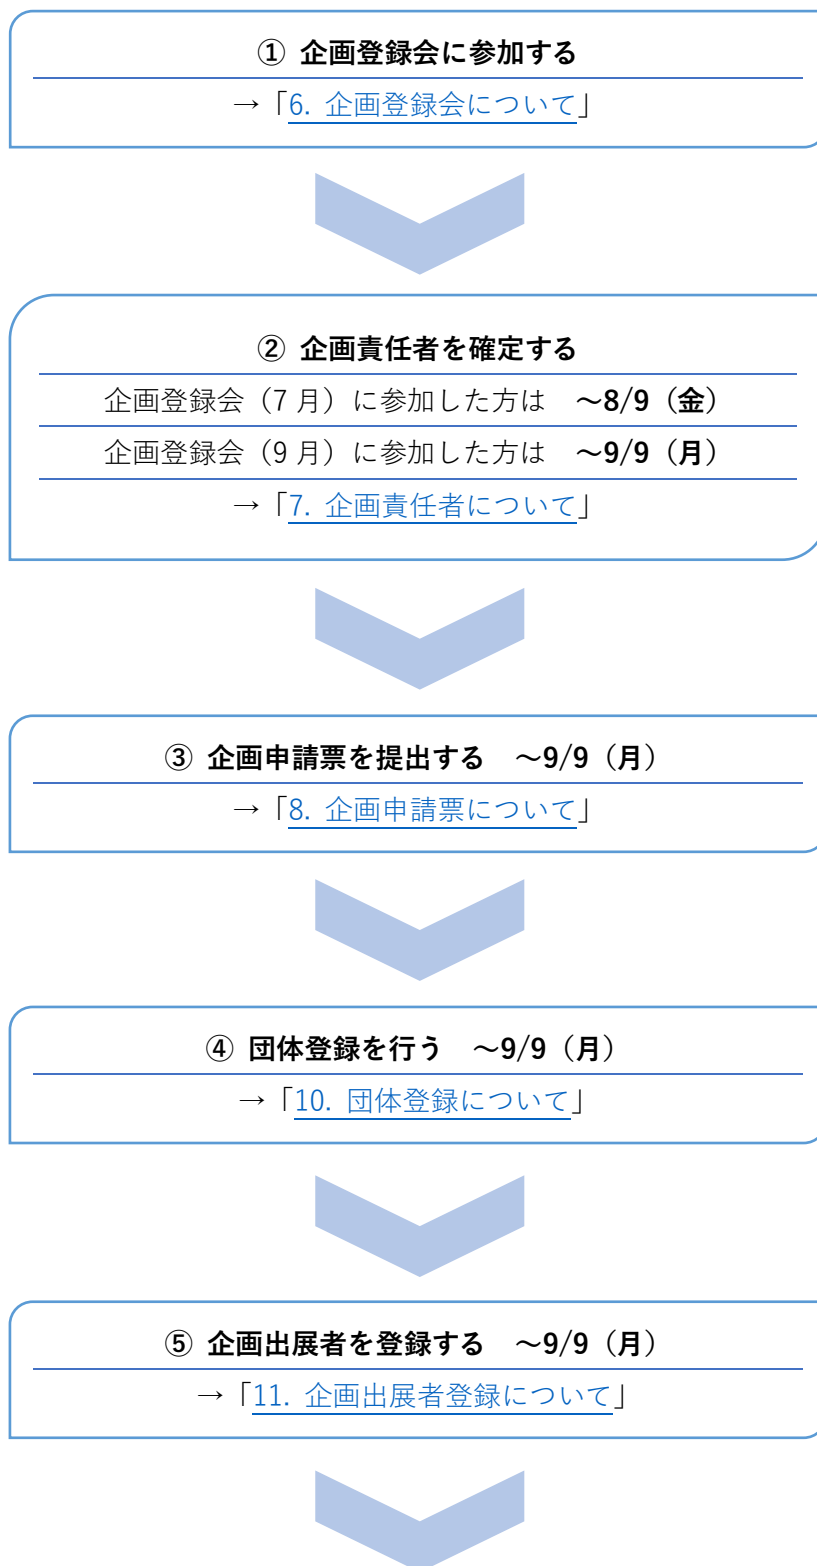 ① 企画登録会に参加する
→「6. 企画登録会について」
② 企画責任者を確定する
企画登録会（7 月）に参加した方は　～8/9（金）
企画登録会（9 月）に参加した方は　～9/9（月）
→「7. 企画責任者について」
③ 企画申請票を提出する　～9/9（月）
→「8. 企画申請票について」
④ 団体登録を行う　～9/9（月）
→「10. 団体登録について」
⑤ 企画出展者を登録する　～9/9（月）
→「11. 企画出展者登録について」